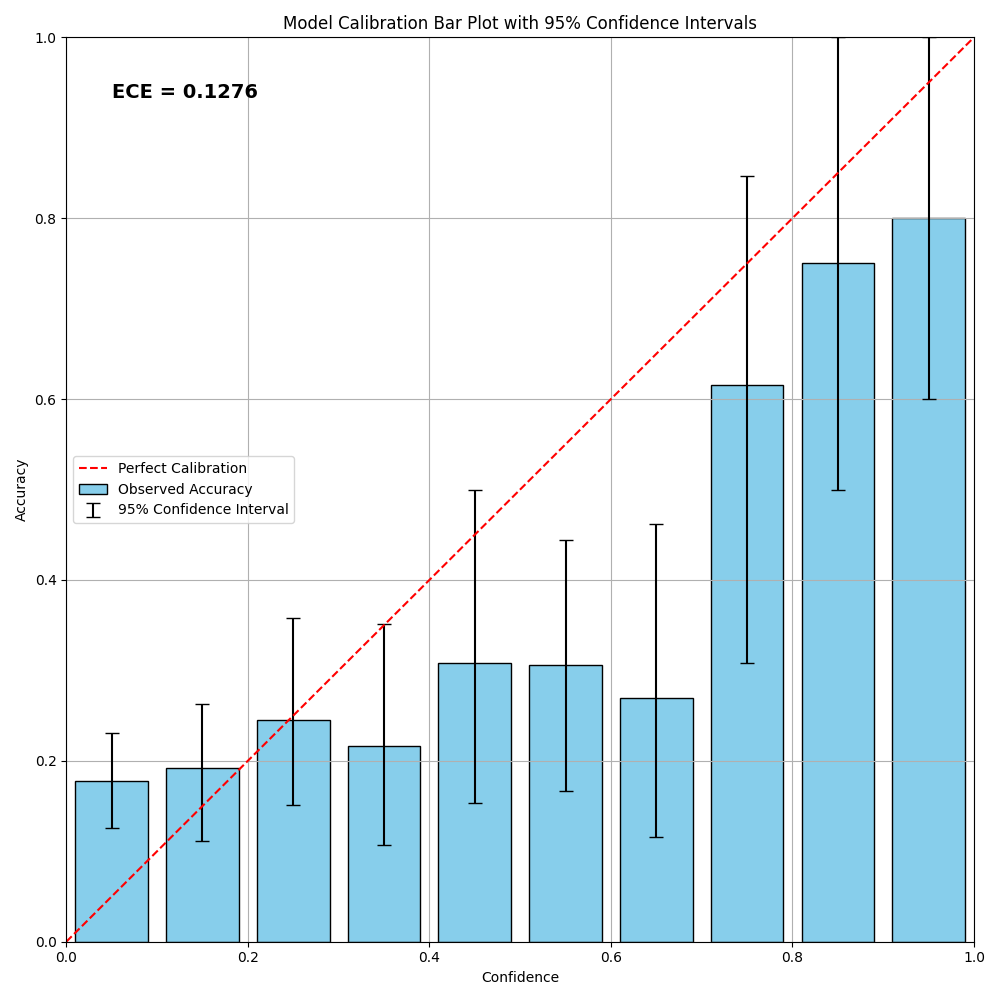 Model Calibration Bar Plot with 95% Confidence Intervals
ECE = 0.1276
1.0
0.8
0.6
0.4
0.2
0.0
Accuracy
Perfect Calibration
Observed Accuracy
95% Confidence Interval
0.0 0.2 0.4 0.6 0.8 1.0
Confidence